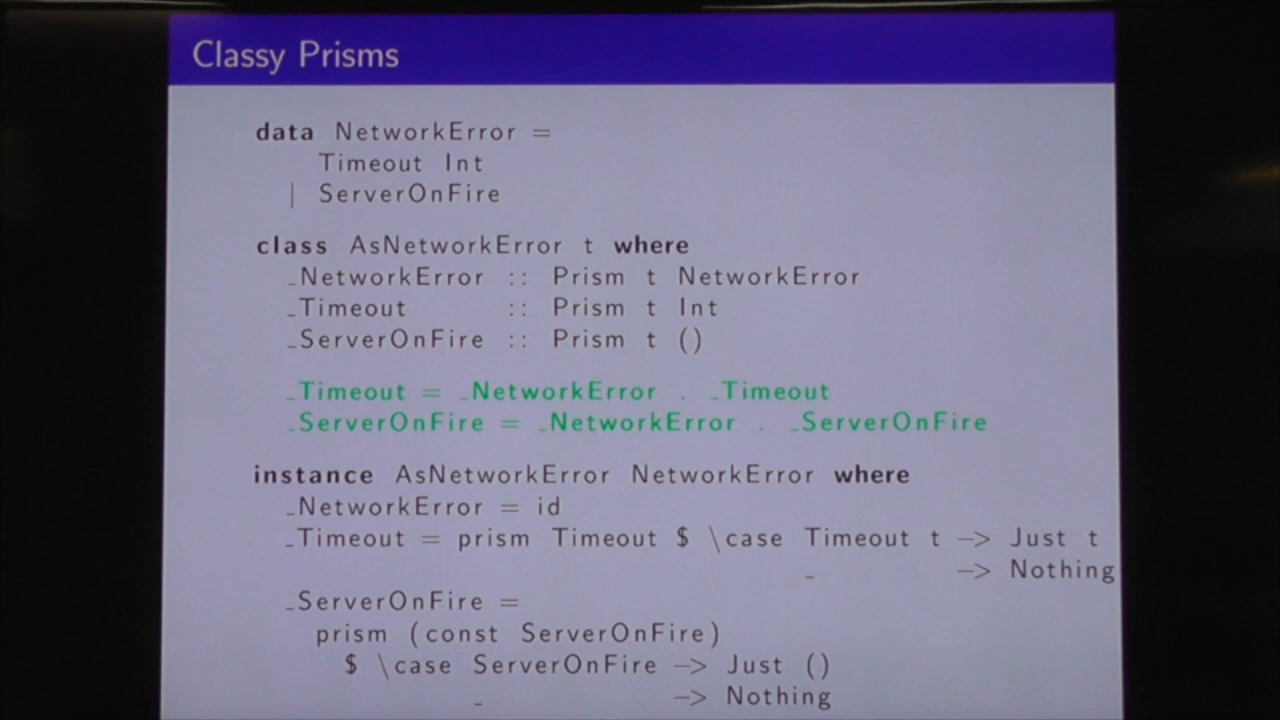 Classy Prisms
data NetworkError =
Timeout Int
| ServerOnFire
class AsNetworkError t where
_NetworkError :: Prism t NetworkError
_Timeout :: Prism t Int
_ServerOnFire :: Prism t ()
_Timeout = _NetworkError . _Timeout
_ServerOnFire = _NetworkError . _ServerOnFire
instance AsNetworkError NetworkError where
_NetworkError = id
_Timeout = prism Timeout $ \case Timeout t -> Just t
_ -> Nothing
_ServerOnFire =
prism (const ServerOnFire)
$ \case ServerOnFire -> Just ()
_ -> Nothing